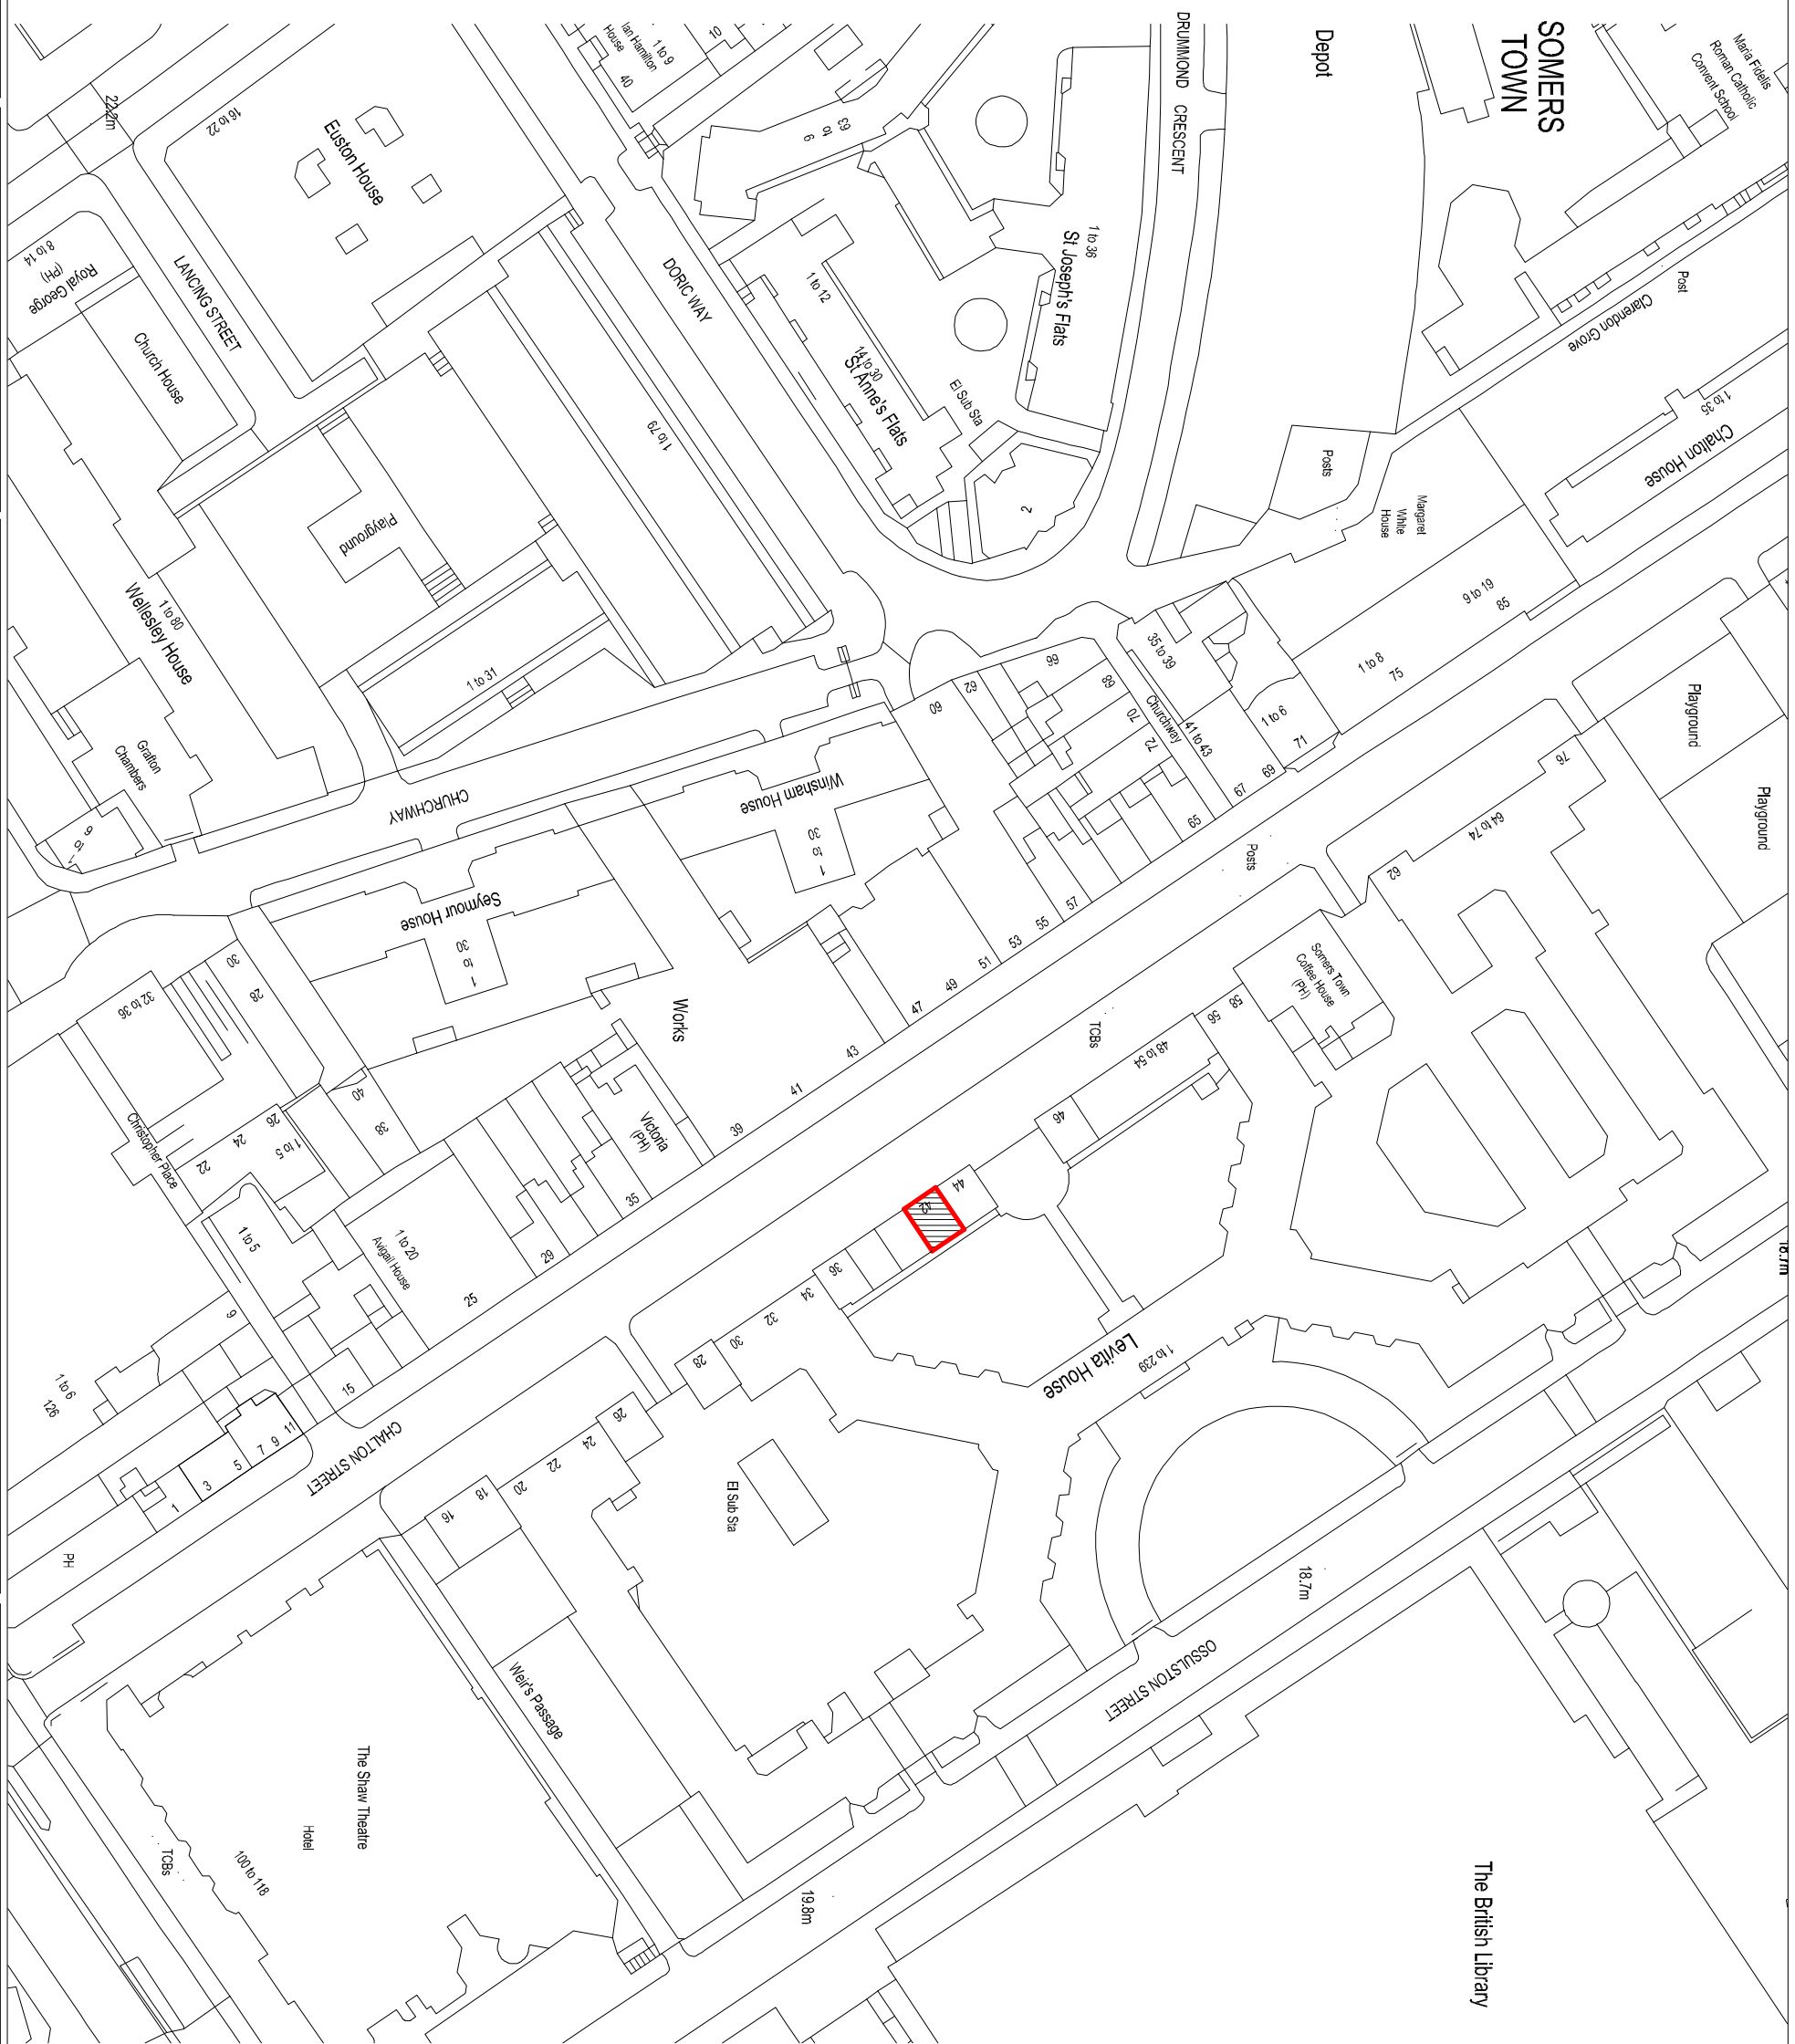 SOMERS
TOWN
Maria Fidelis
Roman Catholic
Convent School
Depot
DRUMMOND CRESCENT
Ian Hamilton
House
1 to 9
40
10
63
to
9
22.2m
16 to 22
Euston House
LANCING STREET
8 to 14
(PH)
Royal George
Church House
DORIC WAY
1 to 12
14 to 30
St Anne's Flats
1 to 36
St Joseph's Flats
El Sub Sta
2
Post
Clarendon Grove
1 to 35
Chalton House
Posts
Margaret
White
House
1 to 79
Playground
1 to 80
Wellesley House
1 to 31
Grafton
Chambers
CHURCHWAY
Winsham House
1
to
30
Seymour House
1
to
30
60
62
66
68
70
72
Churchway
35 to 39
41 to 43
1 to 6
71
69
67
65
1 to 8
75
9 to 19
85
Playground
Playground
76
64 to 74
62
Posts
57
55
53
51
49
47
43
41
39
Works
Somers Town
Coffee House
(PH)
58
56
48 to 54
TCBs
46
44
42
36
34
32
30
28
26
24
22
20
18
16
32 to 36
30
28
40
38
26
24
22
1 to 5
Christopher Place
1 to 5
Victoria
(PH)
35
29
25
1 to 20
Avigail House
15
9
1 to 6
126
11
9
7
5
3
1
PH
CHALTON STREET
Levita House
1 to 239
El Sub Sta
18.7m
18.7m
OSSULSTON STREET
Weir's Passage
The Shaw Theatre
Hotel
TCBs
100 to 118
19.8m
The British Library